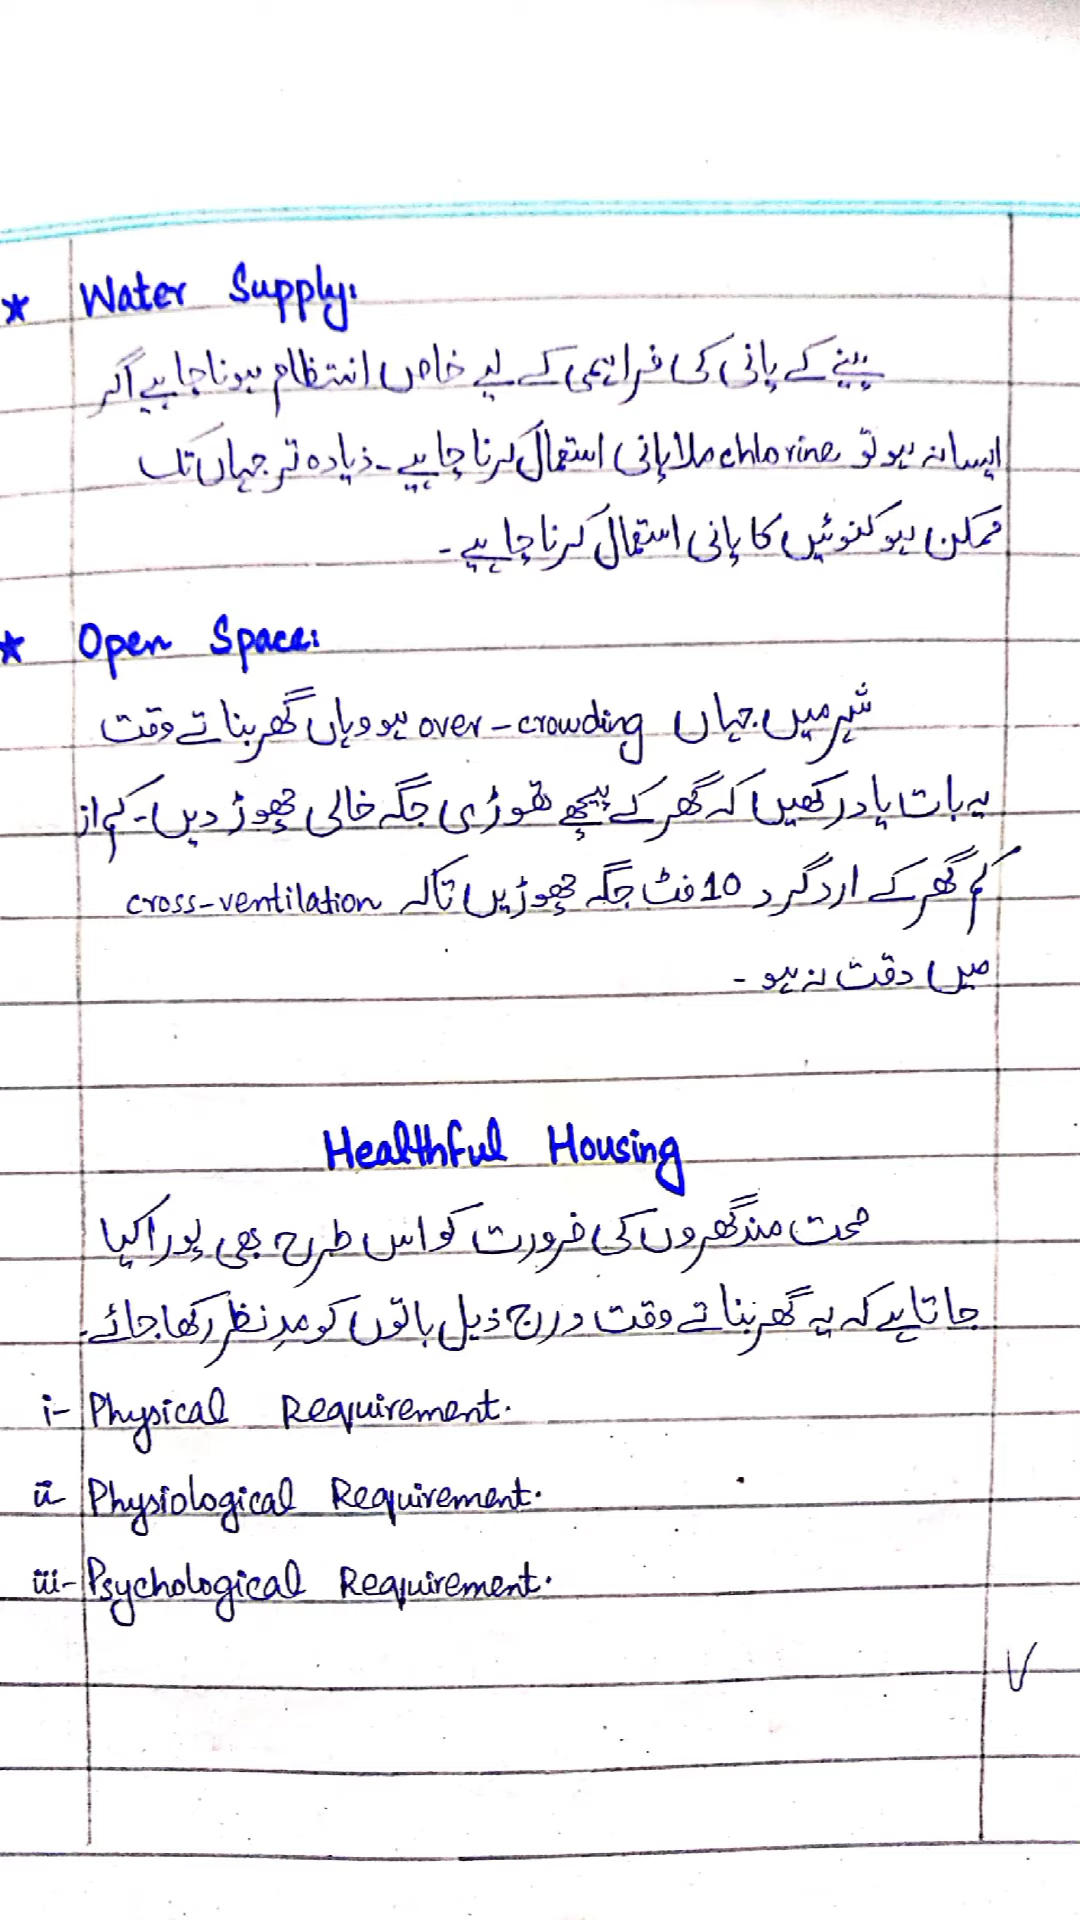 ★ Water Supply:
پینے کے پانی کی فراہمی کے لیے خاص انتظام ہونا چاہیے اگر
ایسا نہ ہو تو chlorine ملا پانی استعمال کرنا چاہیے ۔ زیادہ تر جہاں تک
ممکن ہو کنوئیں کا پانی استعمال کرنا چاہیے ۔
★ Open Space:
شہر میں جہاں over-crowding ہو وہاں گھر بناتے وقت
یہ بات یاد رکھیں کہ گھر کے پیچھے تھوڑی جگہ خالی چھوڑ دیں ۔ کم از
کم گھر کے ارد گرد 10 فٹ جگہ چھوڑیں تاکہ cross-ventilation
میں دقت نہ ہو ۔
Healthful Housing
صحت مند گھروں کی ضرورت کو اس طرح بھی پورا کیا
جاتا ہے کہ یہ گھر بناتے وقت درج ذیل باتوں کو مدِ نظر رکھا جائے۔
i- Physical Requirement.
ii- Physiological Requirement.
iii- Psychological Requirement.